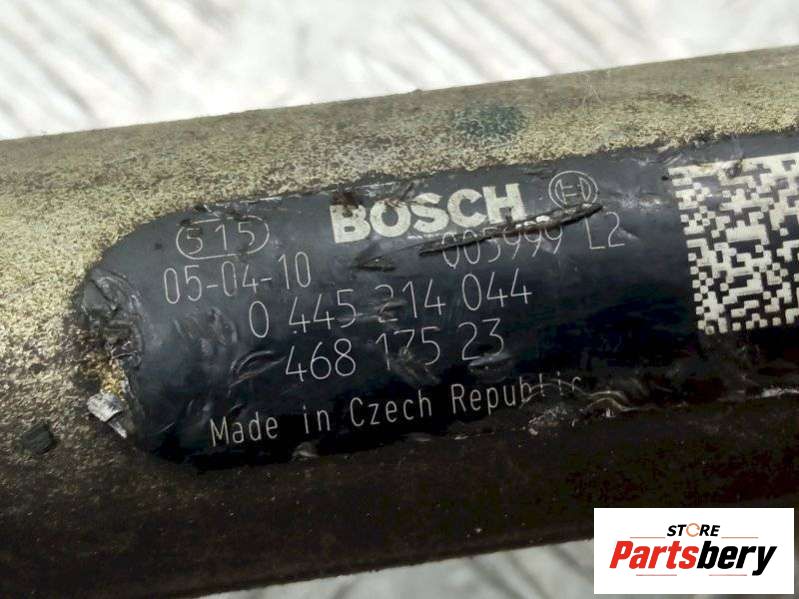 BOSCH
515
05-04-10
005999 L2
0 445 214 044
468 175 23
Made in Czech Republic
STORE
Partsbery